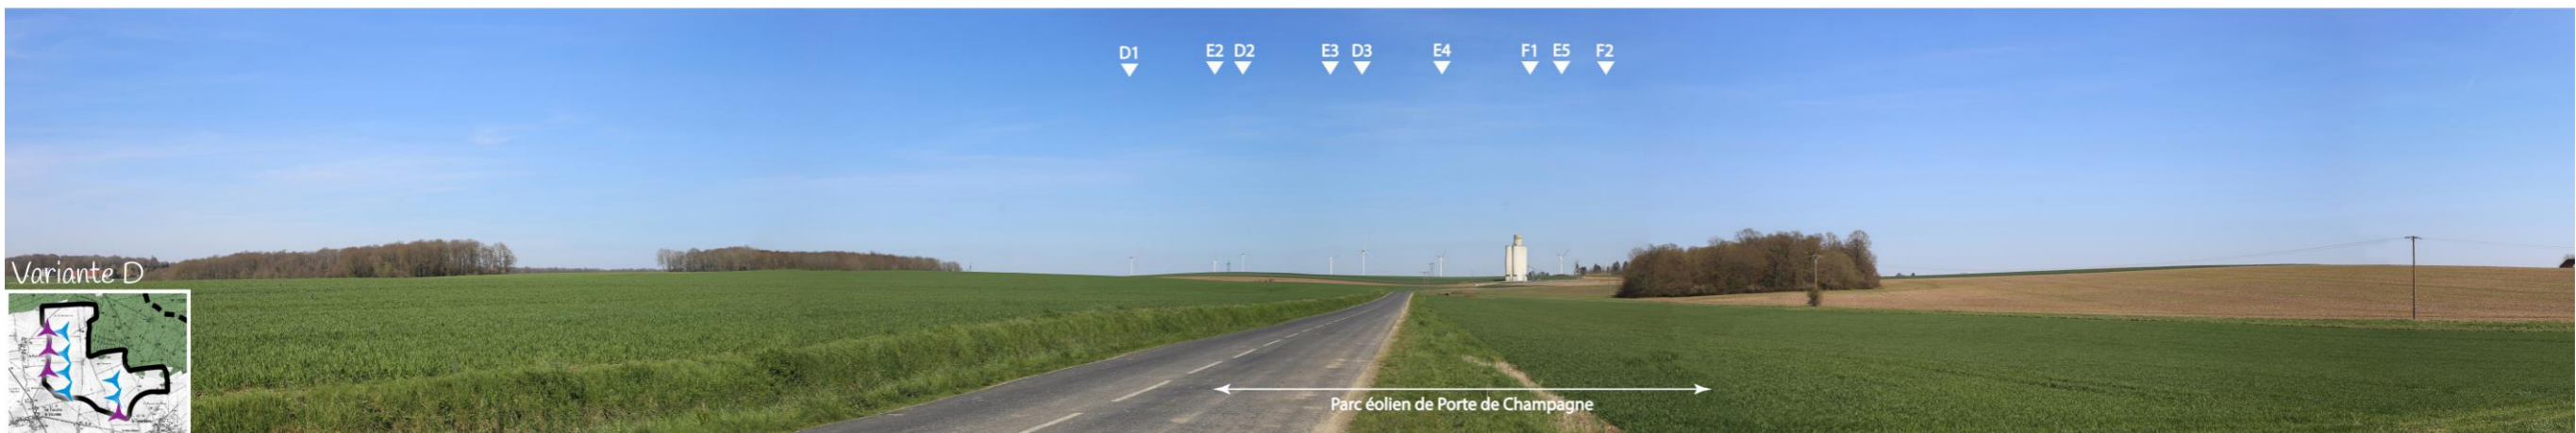 D1 E2 D2 E3 D3 E4 F1 E5 F2
Variante D
Parc éolien de Porte de Champagne